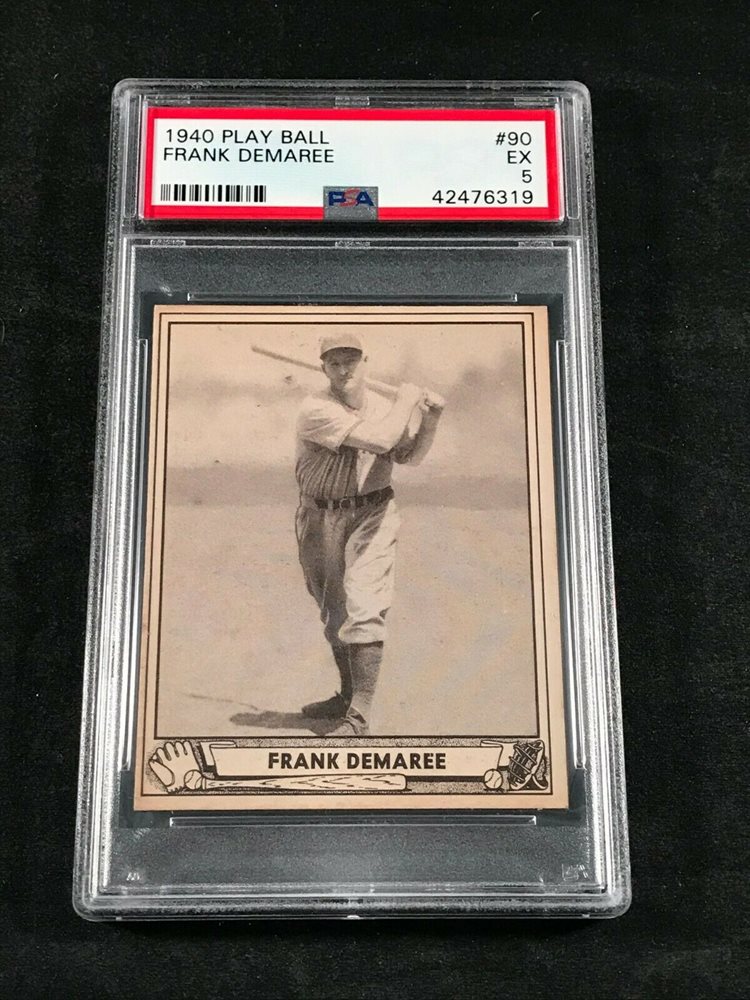 1940 PLAY BALL #90
FRANK DEMAREE EX
5
PSA 42476319
FRANK DEMAREE